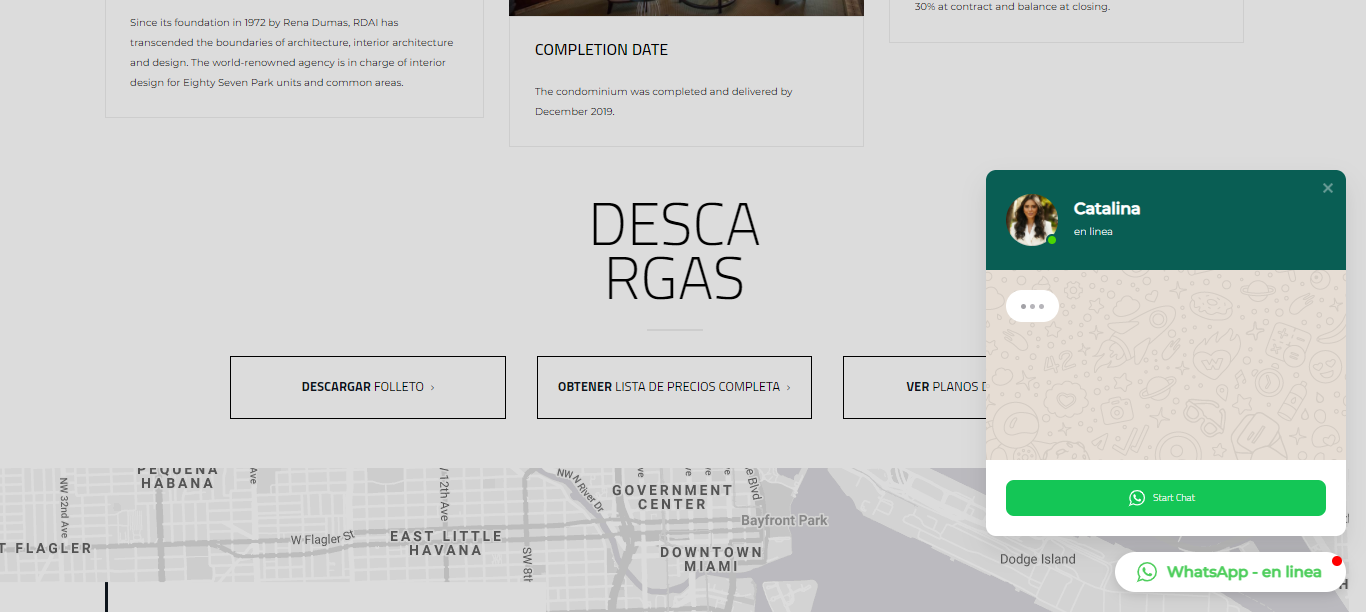 Since its foundation in 1972 by Rena Dumas, RDAI has
transcended the boundaries of architecture, interior architecture
and design. The world-renowned agency is in charge of interior
design for Eighty Seven Park units and common areas.
COMPLETION DATE
The condominium was completed and delivered by
December 2019.
30% at contract and balance at closing.
DESCA
RGAS
DESCARGAR FOLLETO ›
OBTENER LISTA DE PRECIOS COMPLETA ›
VER PLANOS
Catalina
en linea
Start Chat
WhatsApp - en linea
PEQUEÑA
HABANA
NW 32nd Ave
Ave
12th Ave
NW N River Dr
Blvd
GOVERNMENT
CENTER
Bayfront Park
W Flagler St
T FLAGLER
EAST LITTLE
HAVANA
SW 8th
DOWNTOWN
MIAMI
Dodge Island